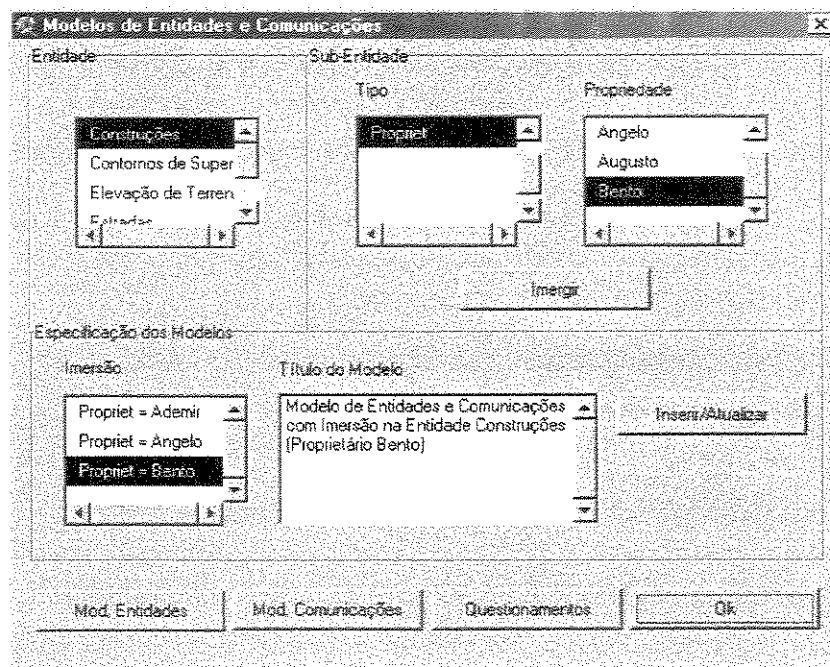 Modelos de Entidades e Comunicações
Entidade
Sub-Entidade
Tipo
Propriedade
Construções
Contornos de Super
Elevação de Terren
Estradas
Propriet
Angelo
Augusto
Bento
Imergir
Especificação dos Modelos
Imersão
Título do Modelo
Propriet = Ademir
Propriet = Angelo
Propriet = Bento
Modelo de Entidades e Comunicações
com Imersão na Entidade Construções
(Proprietário Bento)
Inserir/Atualizar
Mod. Entidades
Mod. Comunicações
Questionamentos
Ok